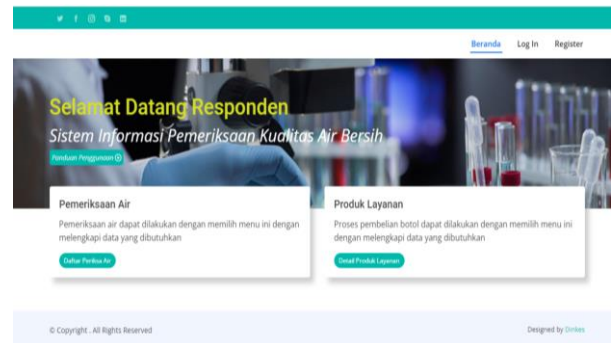 Beranda Log In Register
Selamat Datang Responden
Sistem Informasi Pemeriksaan Kualitas Air Bersih
Panduan Penggunaan
Pemeriksaan Air
Pemeriksaan air dapat dilakukan dengan memilih menu ini dengan
melengkapi data yang dibutuhkan
Daftar Periksa Air
Produk Layanan
Proses pembelian botol dapat dilakukan dengan memilih menu ini
dengan melengkapi data yang dibutuhkan
Detail Produk Layanan
© Copyright . All Rights Reserved
Designed by Dinkes